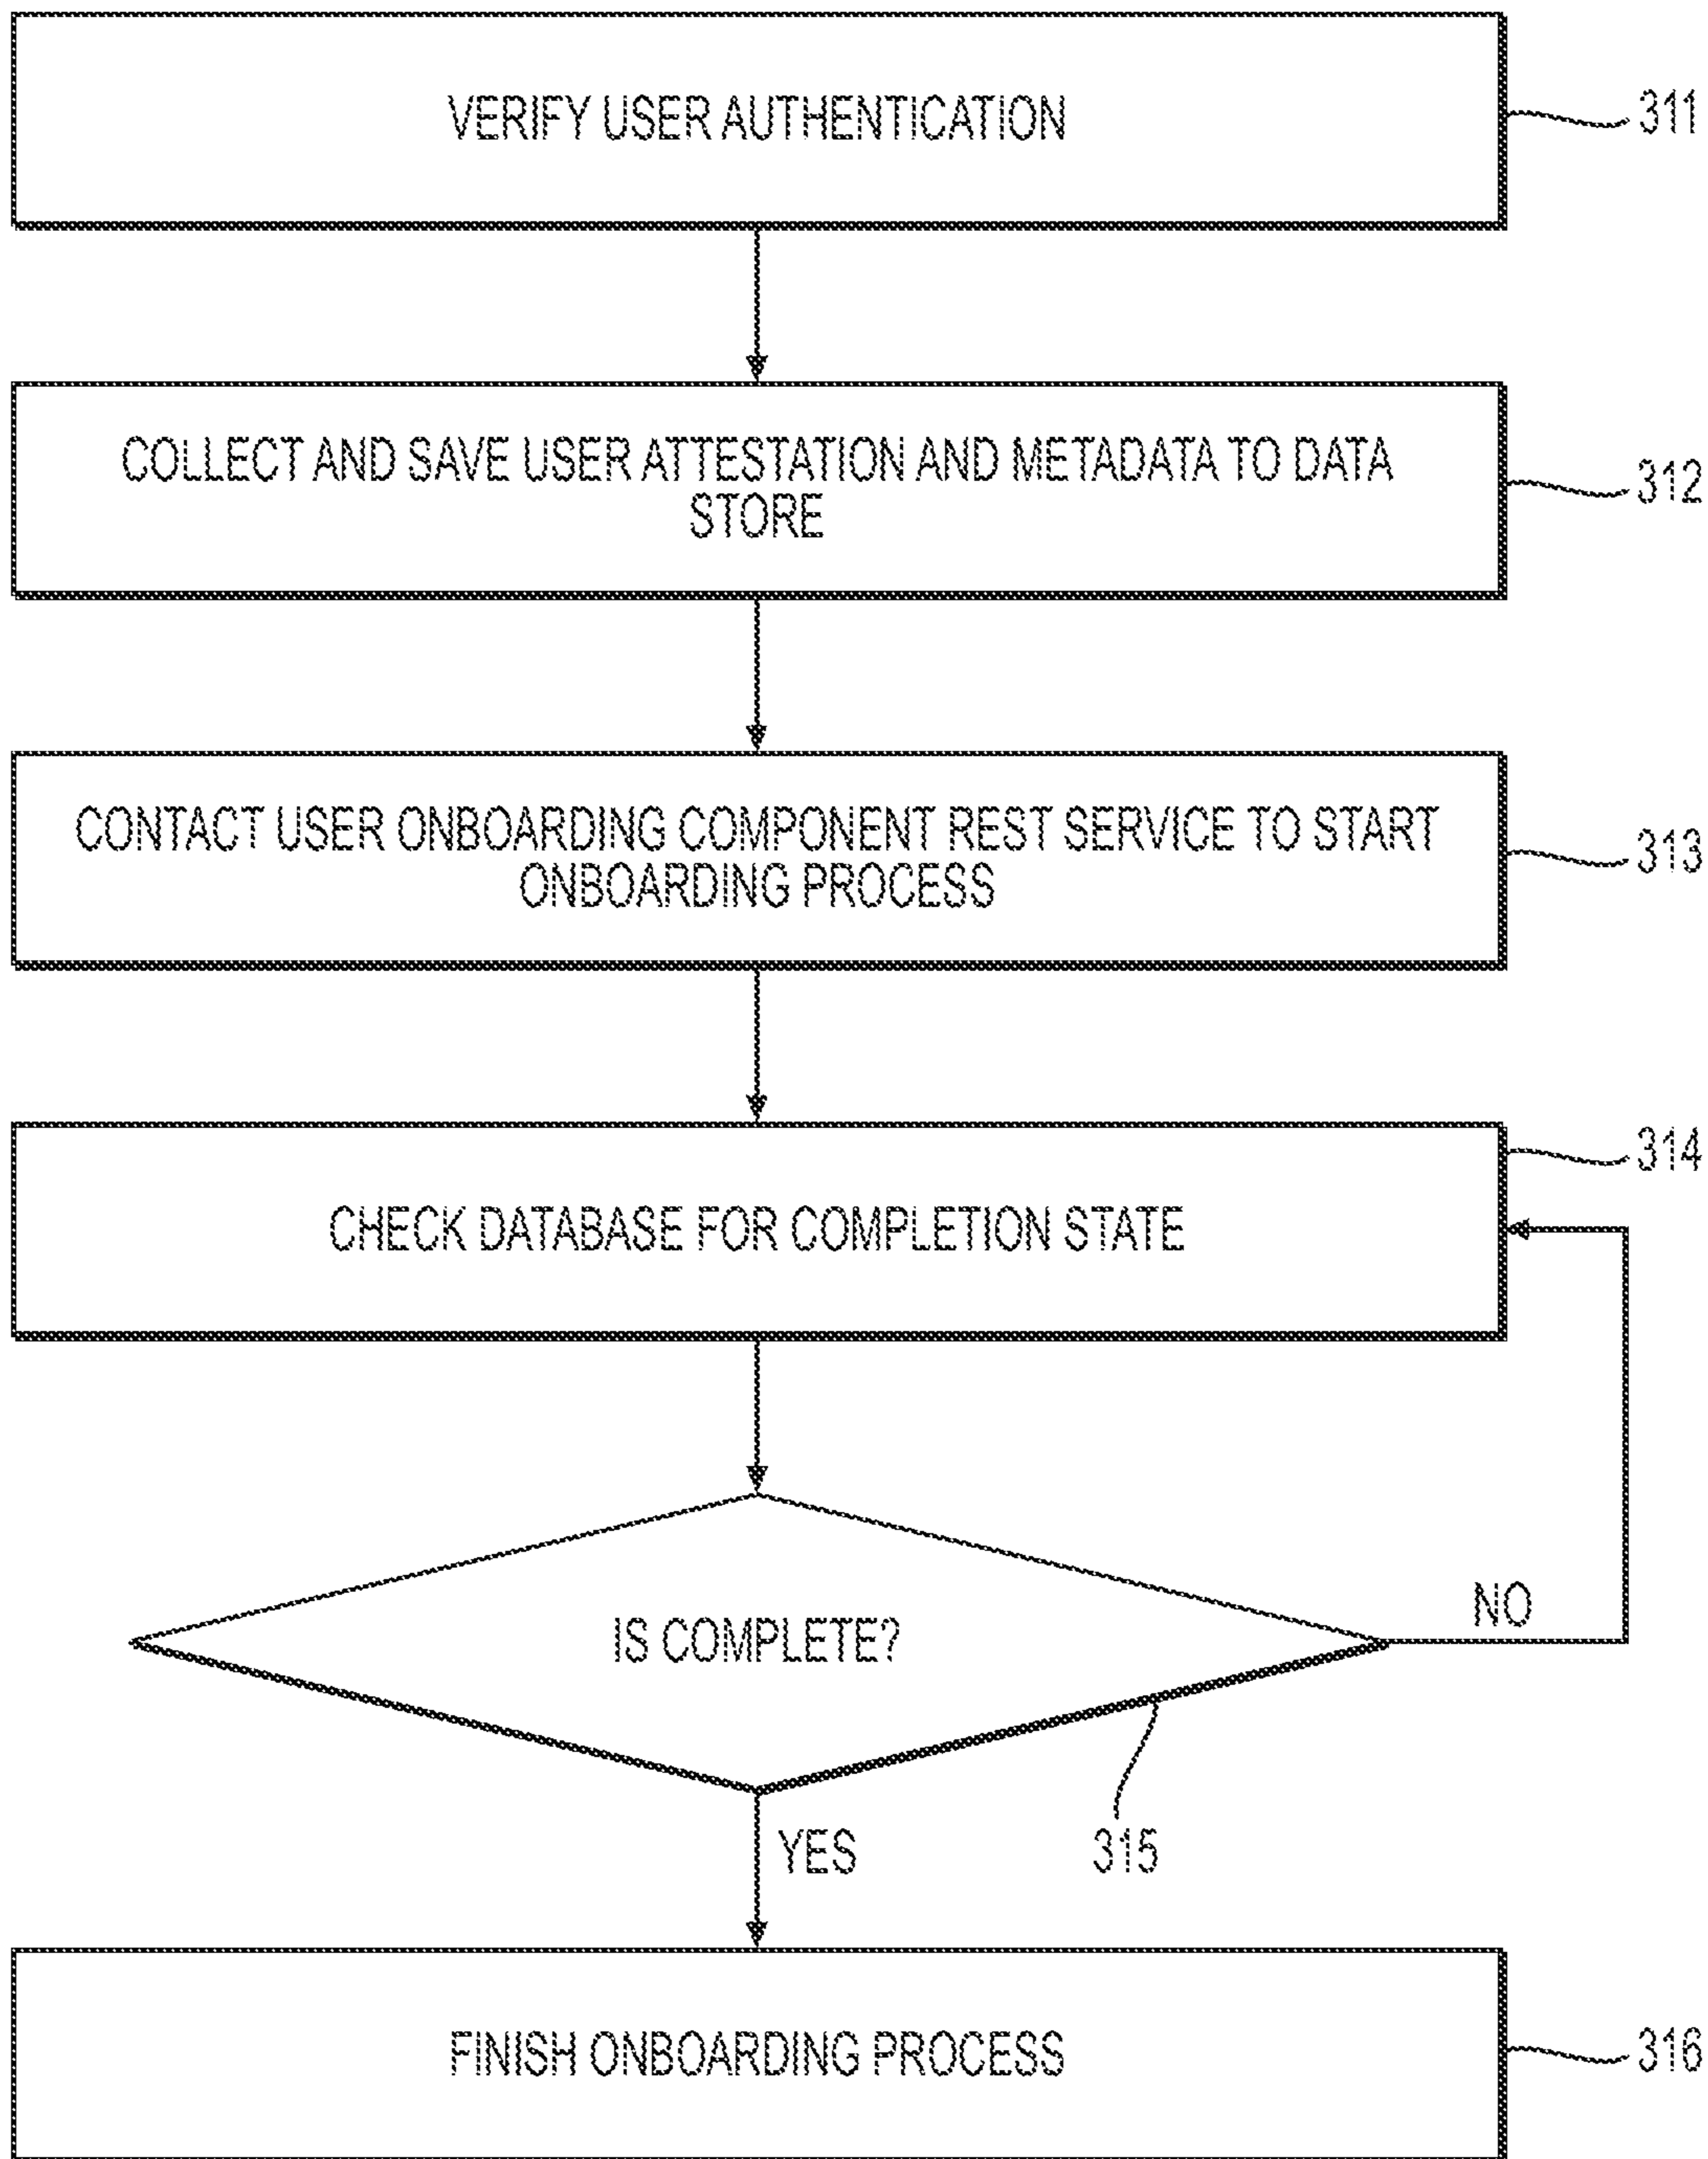 VERIFY USER AUTHENTICATION
311
COLLECT AND SAVE USER ATTESTATION AND METADATA TO DATA
STORE
312
CONTACT USER ONBOARDING COMPONENT REST SERVICE TO START
ONBOARDING PROCESS
313
314
CHECK DATABASE FOR COMPLETION STATE
NO
IS COMPLETE?
YES
315
FINISH ONBOARDING PROCESS
316